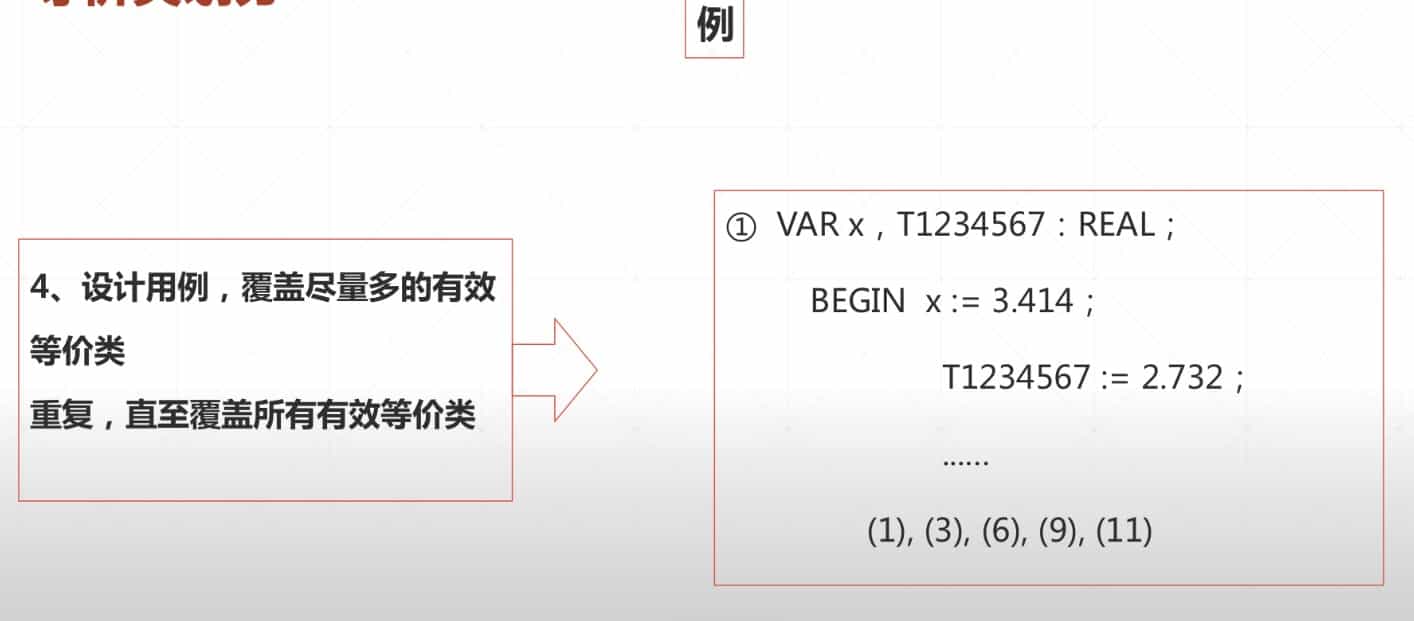 例
4、设计用例，覆盖尽量多的有效
等价类
重复，直至覆盖所有有效等价类
① VAR x , T1234567 : REAL ;
BEGIN x := 3.414 ;
T1234567 := 2.732 ;
……
(1), (3), (6), (9), (11)